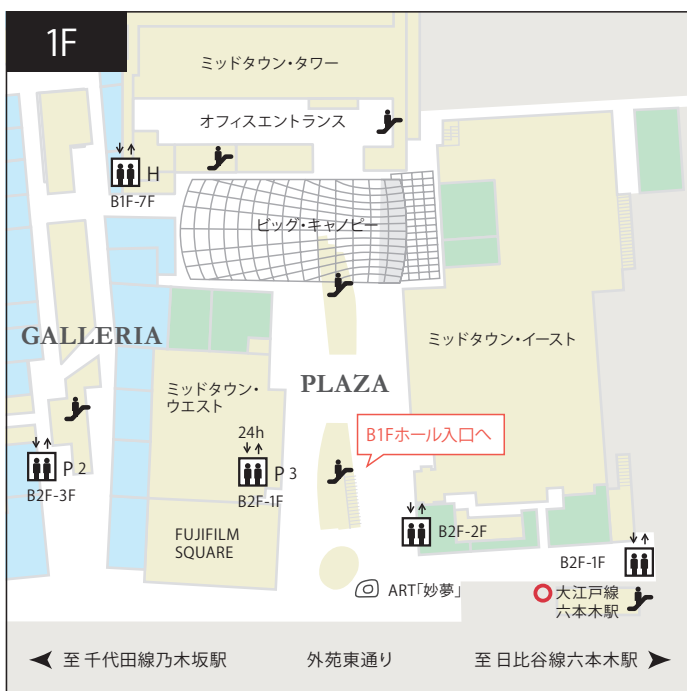 1F
ミッドタウン・タワー
オフィスエントランス
H
B1F-7F
ビッグ・キャノピー
GALLERIA
ミッドタウン・イースト
PLAZA
ミッドタウン・
ウエスト
B1Fホール入口へ
24h
P 2
P 3
B2F-3F
B2F-1F
B2F-2F
FUJIFILM
SQUARE
B2F-1F
ART「妙夢」
大江戸線
六本木駅
至 千代田線乃木坂駅
外苑東通り
至 日比谷線六本木駅